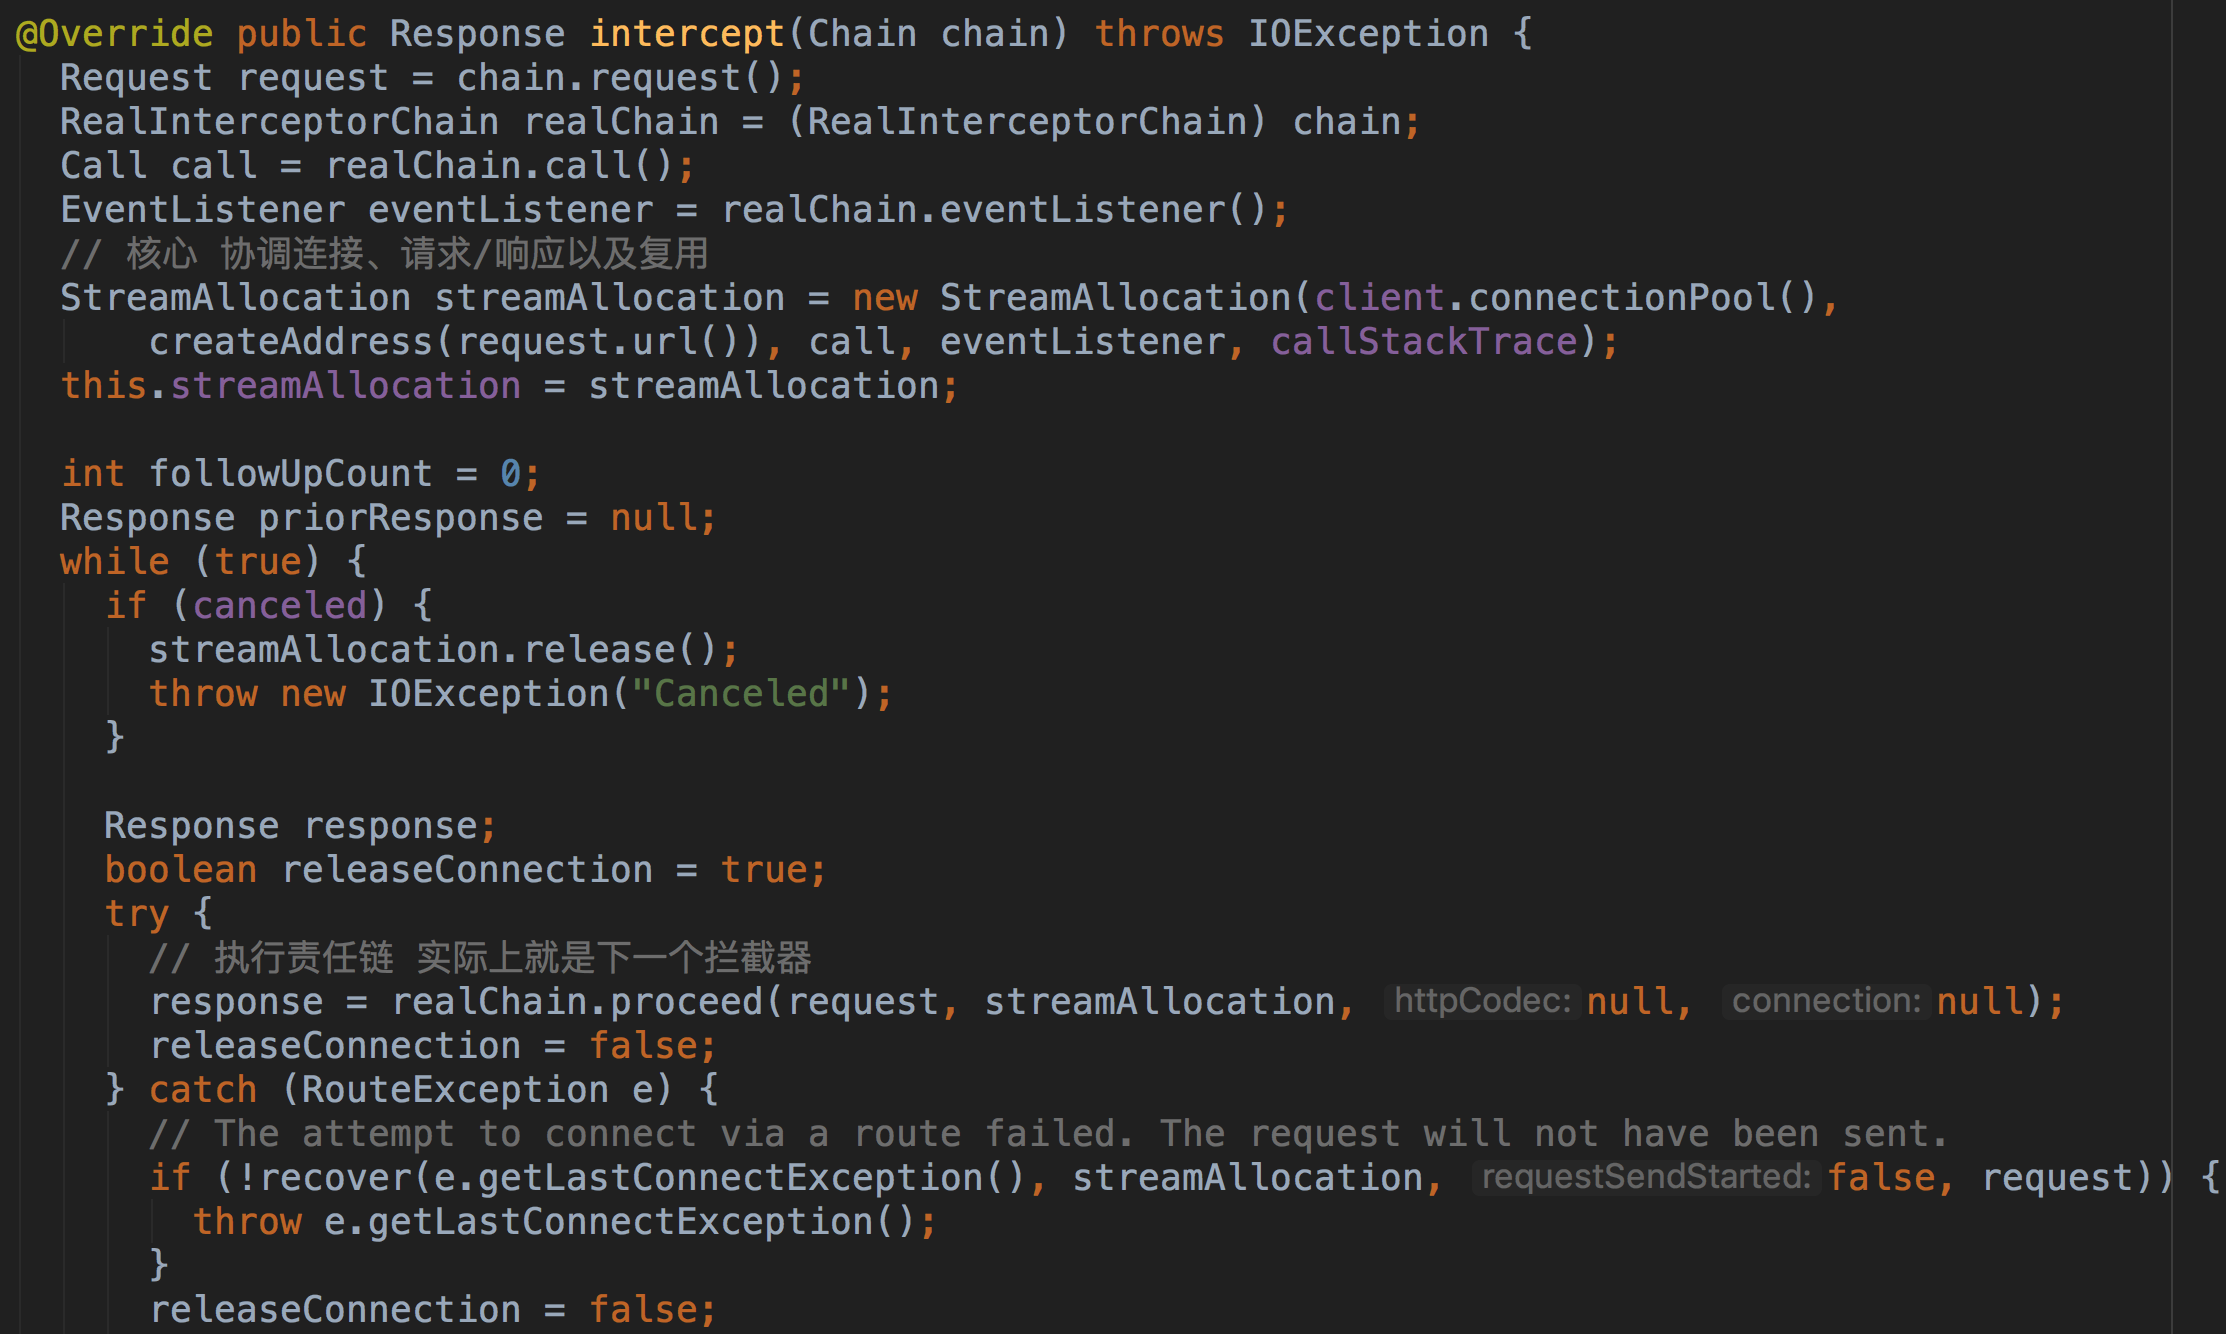 @Override public Response intercept(Chain chain) throws IOException {
Request request = chain.request();
RealInterceptorChain realChain = (RealInterceptorChain) chain;
Call call = realChain.call();
EventListener eventListener = realChain.eventListener();
// 核心 协调连接、请求/响应以及复用
StreamAllocation streamAllocation = new StreamAllocation(client.connectionPool(),
createAddress(request.url()), call, eventListener, callStackTrace);
this.streamAllocation = streamAllocation;
int followUpCount = 0;
Response priorResponse = null;
while (true) {
if (canceled) {
streamAllocation.release();
throw new IOException("Canceled");
}
Response response;
boolean releaseConnection = true;
try {
// 执行责任链 实际上就是下一个拦截器
response = realChain.proceed(request, streamAllocation, httpCodec: null, connection: null);
releaseConnection = false;
} catch (RouteException e) {
// The attempt to connect via a route failed. The request will not have been sent.
if (!recover(e.getLastConnectException(), streamAllocation, requestSendStarted: false, request)) {
throw e.getLastConnectException();
}
releaseConnection = false;